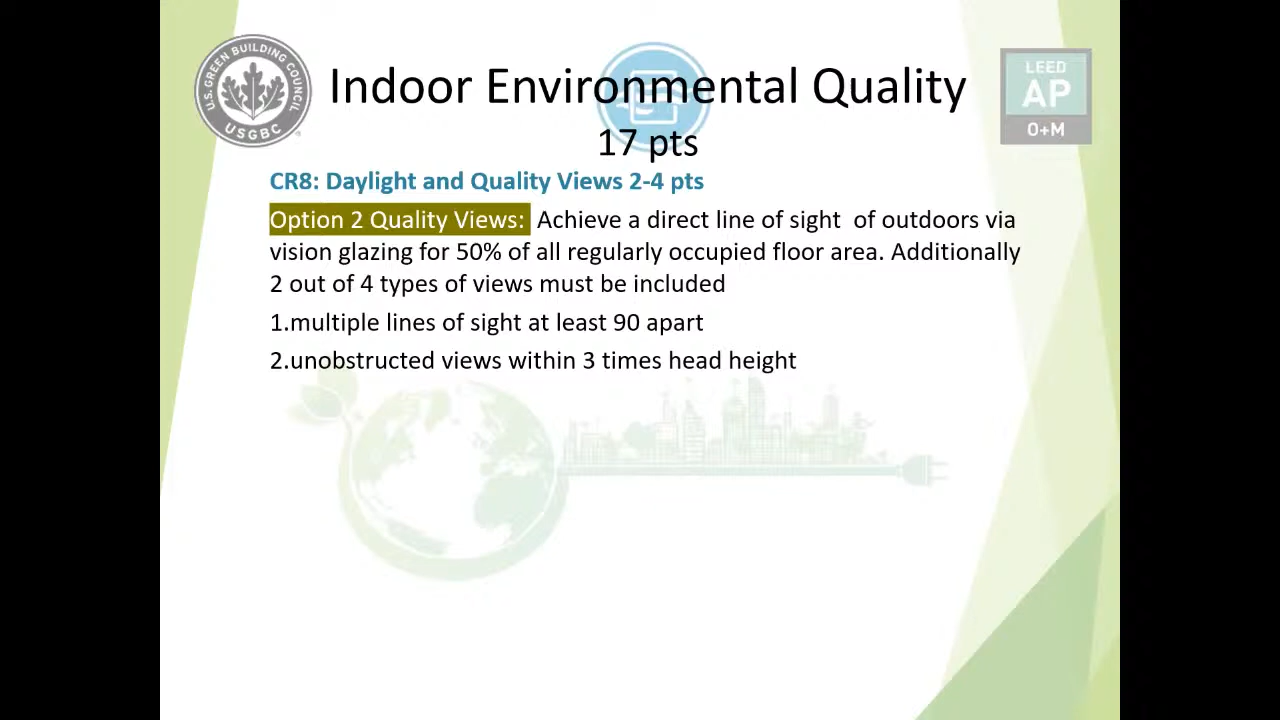 U.S. GREEN BUILDING COUNCIL
USGBC
Indoor Environmental Quality
17 pts
LEED
AP
O+M
CR8: Daylight and Quality Views 2-4 pts
Option 2 Quality Views: Achieve a direct line of sight of outdoors via
vision glazing for 50% of all regularly occupied floor area. Additionally
2 out of 4 types of views must be included
1.multiple lines of sight at least 90 apart
2.unobstructed views within 3 times head height